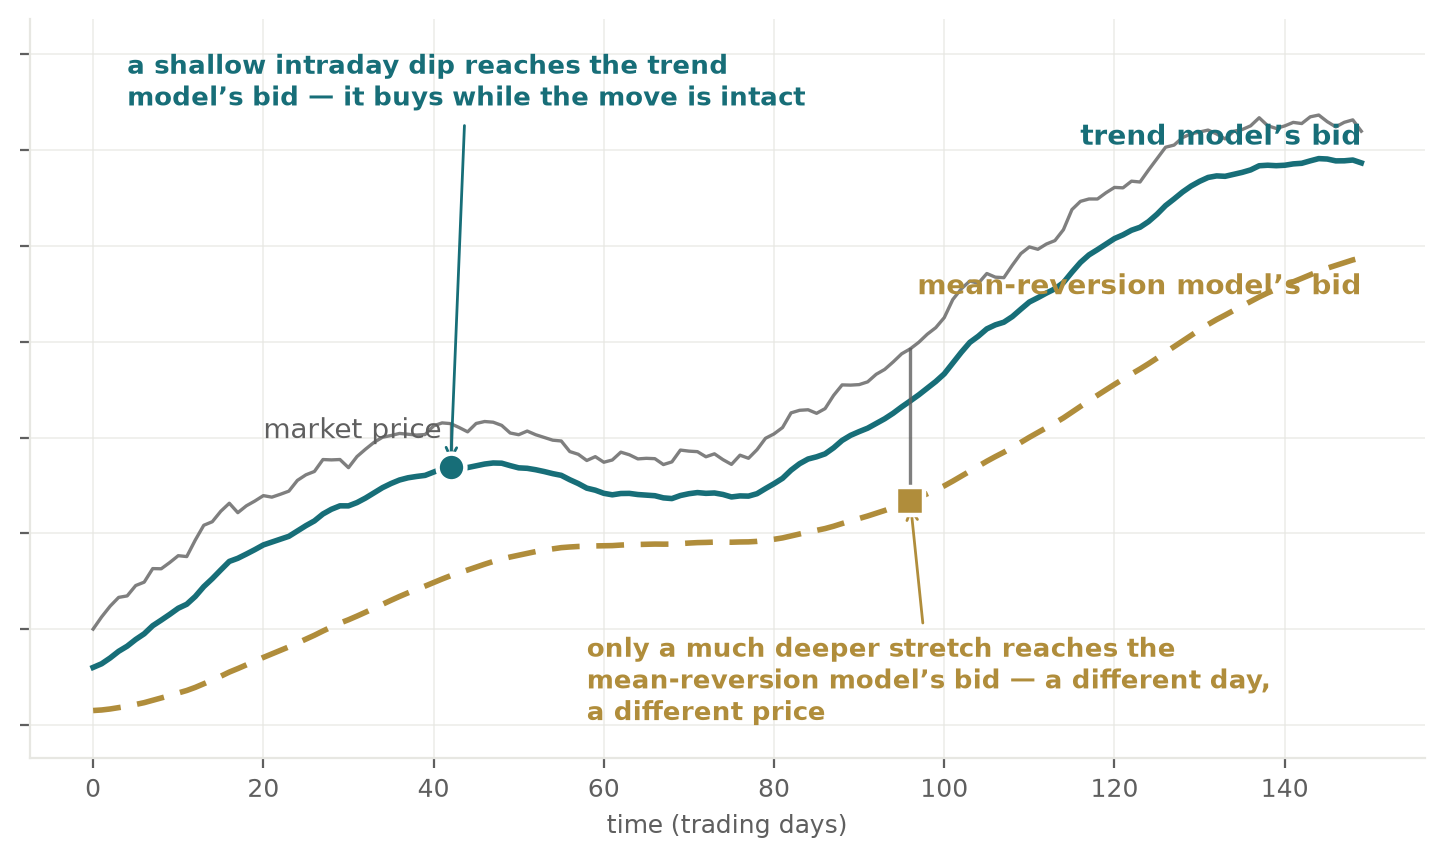 a shallow intraday dip reaches the trend
model’s bid — it buys while the move is intact
trend model’s bid
mean-reversion model’s bid
market price
only a much deeper stretch reaches the
mean-reversion model’s bid — a different day,
a different price
0 20 40 60 80 100 120 140
time (trading days)